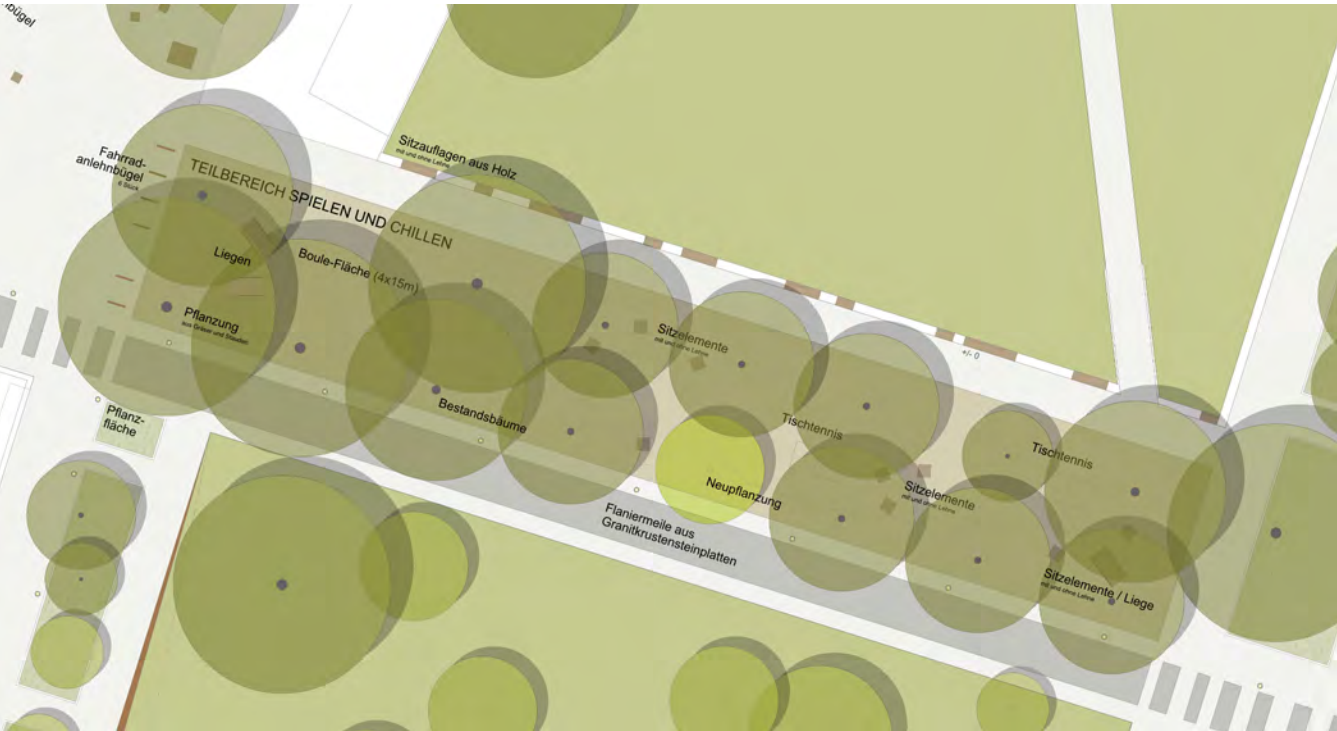 Sitzauflagen aus Holz
mit und ohne Lehne
Fahrrad-
anlehnbügel
6 Stück
TEILBEREICH SPIELEN UND CHILLEN
Liegen
Boule-Fläche (4x15m)
Pflanzung
aus Gräser und Stauden
Sitzelemente
mit und ohne Lehne
+/- 0
Pflanz-
fläche
Bestandsbäume
Tischtennis
Tischtennis
Neupflanzung
Sitzelemente
mit und ohne Lehne
Flaniermeile aus
Granitkrustensteinplatten
Sitzelemente / Liege
mit und ohne Lehne